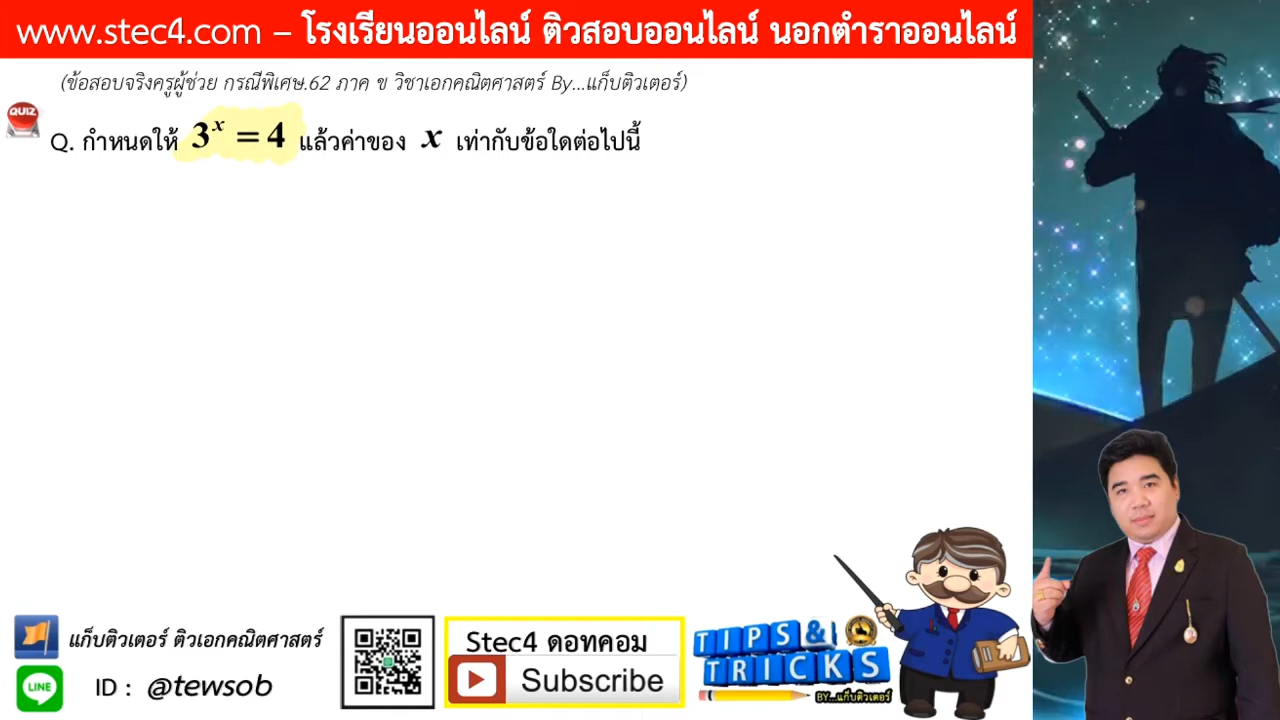 www.stec4.com – โรงเรียนออนไลน์ ติวสอบออนไลน์ นอกตำราออนไลน์
(ข้อสอบจริงครูผู้ช่วย กรณีพิเศษ.62 ภาค ข วิชาเอกคณิตศาสตร์ By...แก็บติวเตอร์)
QUIZ
Q. กำหนดให้ 3ˣ = 4 แล้วค่าของ x เท่ากับข้อใดต่อไปนี้
แก็บติวเตอร์ ติวเอกคณิตศาสตร์
LINE
ID : @tewsob
Stec4 ดอทคอม
Subscribe
TIPS &
TRICKS
BY...แก็บติวเตอร์